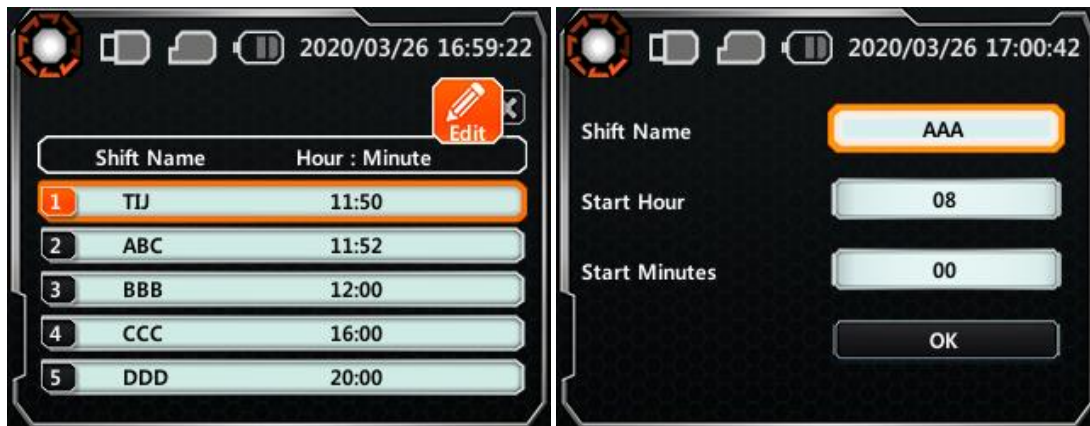 2020/03/26 16:59:22
Edit
Shift Name Hour : Minute
1 TIJ 11:50
2 ABC 11:52
3 BBB 12:00
4 CCC 16:00
5 DDD 20:00
2020/03/26 17:00:42
Shift Name AAA
Start Hour 08
Start Minutes 00
OK